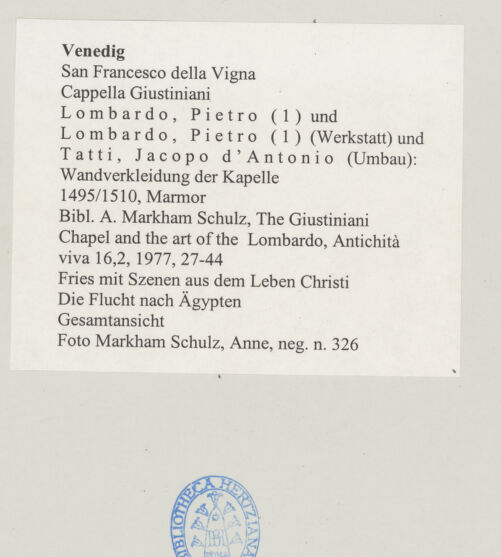 Venedig
San Francesco della Vigna
Cappella Giustiniani
Lombardo, Pietro (1) und
Lombardo, Pietro (1) (Werkstatt) und
Tatti, Jacopo d'Antonio (Umbau):
Wandverkleidung der Kapelle
1495/1510, Marmor
Bibl. A. Markham Schulz, The Giustiniani
Chapel and the art of the Lombardo, Antichità
viva 16,2, 1977, 27-44
Fries mit Szenen aus dem Leben Christi
Die Flucht nach Ägypten
Gesamtansicht
Foto Markham Schulz, Anne, neg. n. 326
BIBLIOTHECA HERTZIANA